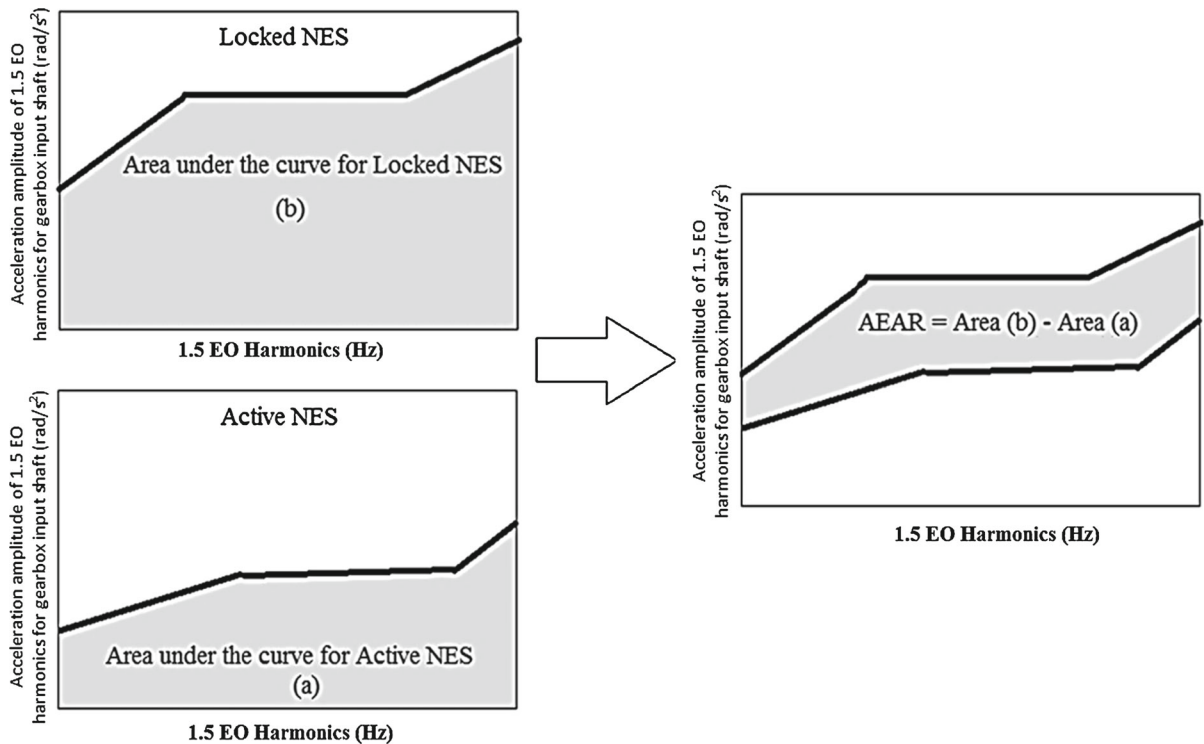 Locked NES
Acceleration amplitude of 1.5 EO
harmonics for gearbox input shaft (rad/s²)
Area under the curve for Locked NES
(b)
1.5 EO Harmonics (Hz)
Active NES
Acceleration amplitude of 1.5 EO
harmonics for gearbox input shaft (rad/s²)
Area under the curve for Active NES
(a)
1.5 EO Harmonics (Hz)
Acceleration amplitude of 1.5 EO
harmonics for gearbox input shaft (rad/s²)
AEAR = Area (b) - Area (a)
1.5 EO Harmonics (Hz)